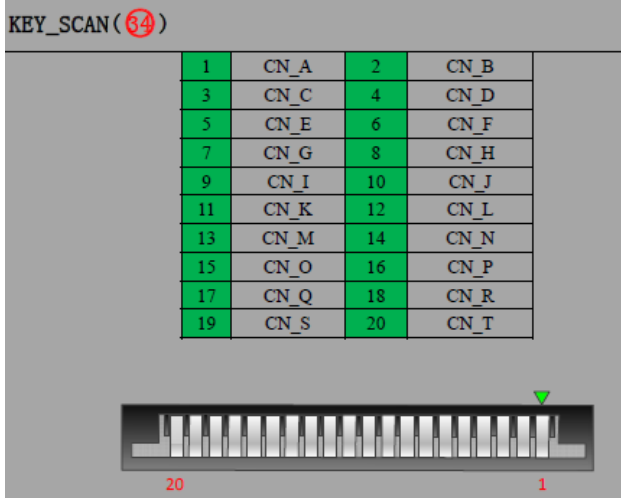 KEY_SCAN(34)
1 CN_A 2 CN_B
3 CN_C 4 CN_D
5 CN_E 6 CN_F
7 CN_G 8 CN_H
9 CN_I 10 CN_J
11 CN_K 12 CN_L
13 CN_M 14 CN_N
15 CN_O 16 CN_P
17 CN_Q 18 CN_R
19 CN_S 20 CN_T
20 1